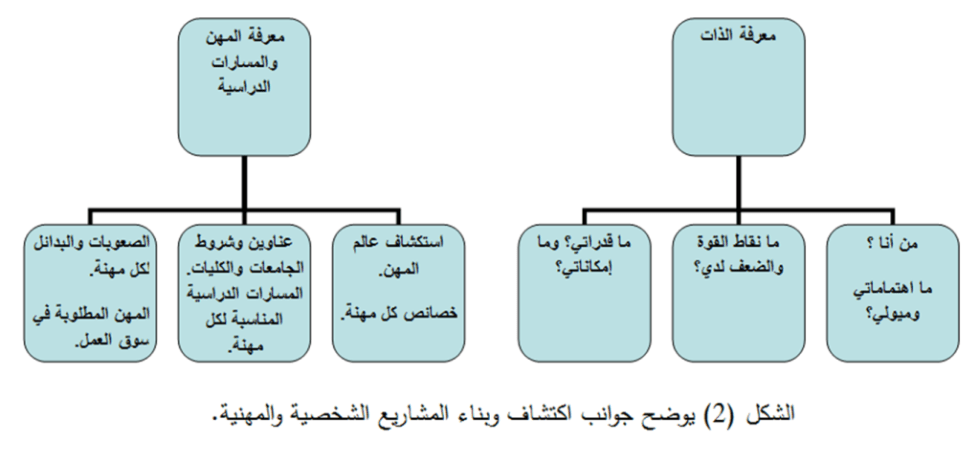 معرفة الذات
من أنا ؟
ما اهتماماتي
وميولي؟
ما نقاط القوة
والضعف لدي؟
ما قدراتي؟ وما
إمكاناتي؟
معرفة المهن
والمسارات
الدراسية
استكشاف عالم
المهن.
خصائص كل مهنة.
عناوين وشروط
الجامعات والكليات.
المسارات الدراسية
المناسبة لكل
مهنة.
الصعوبات والبدائل
لكل مهنة.
المهن المطلوبة في
سوق العمل.
الشكل (2) يوضح جوانب اكتشاف وبناء المشاريع الشخصية والمهنية.